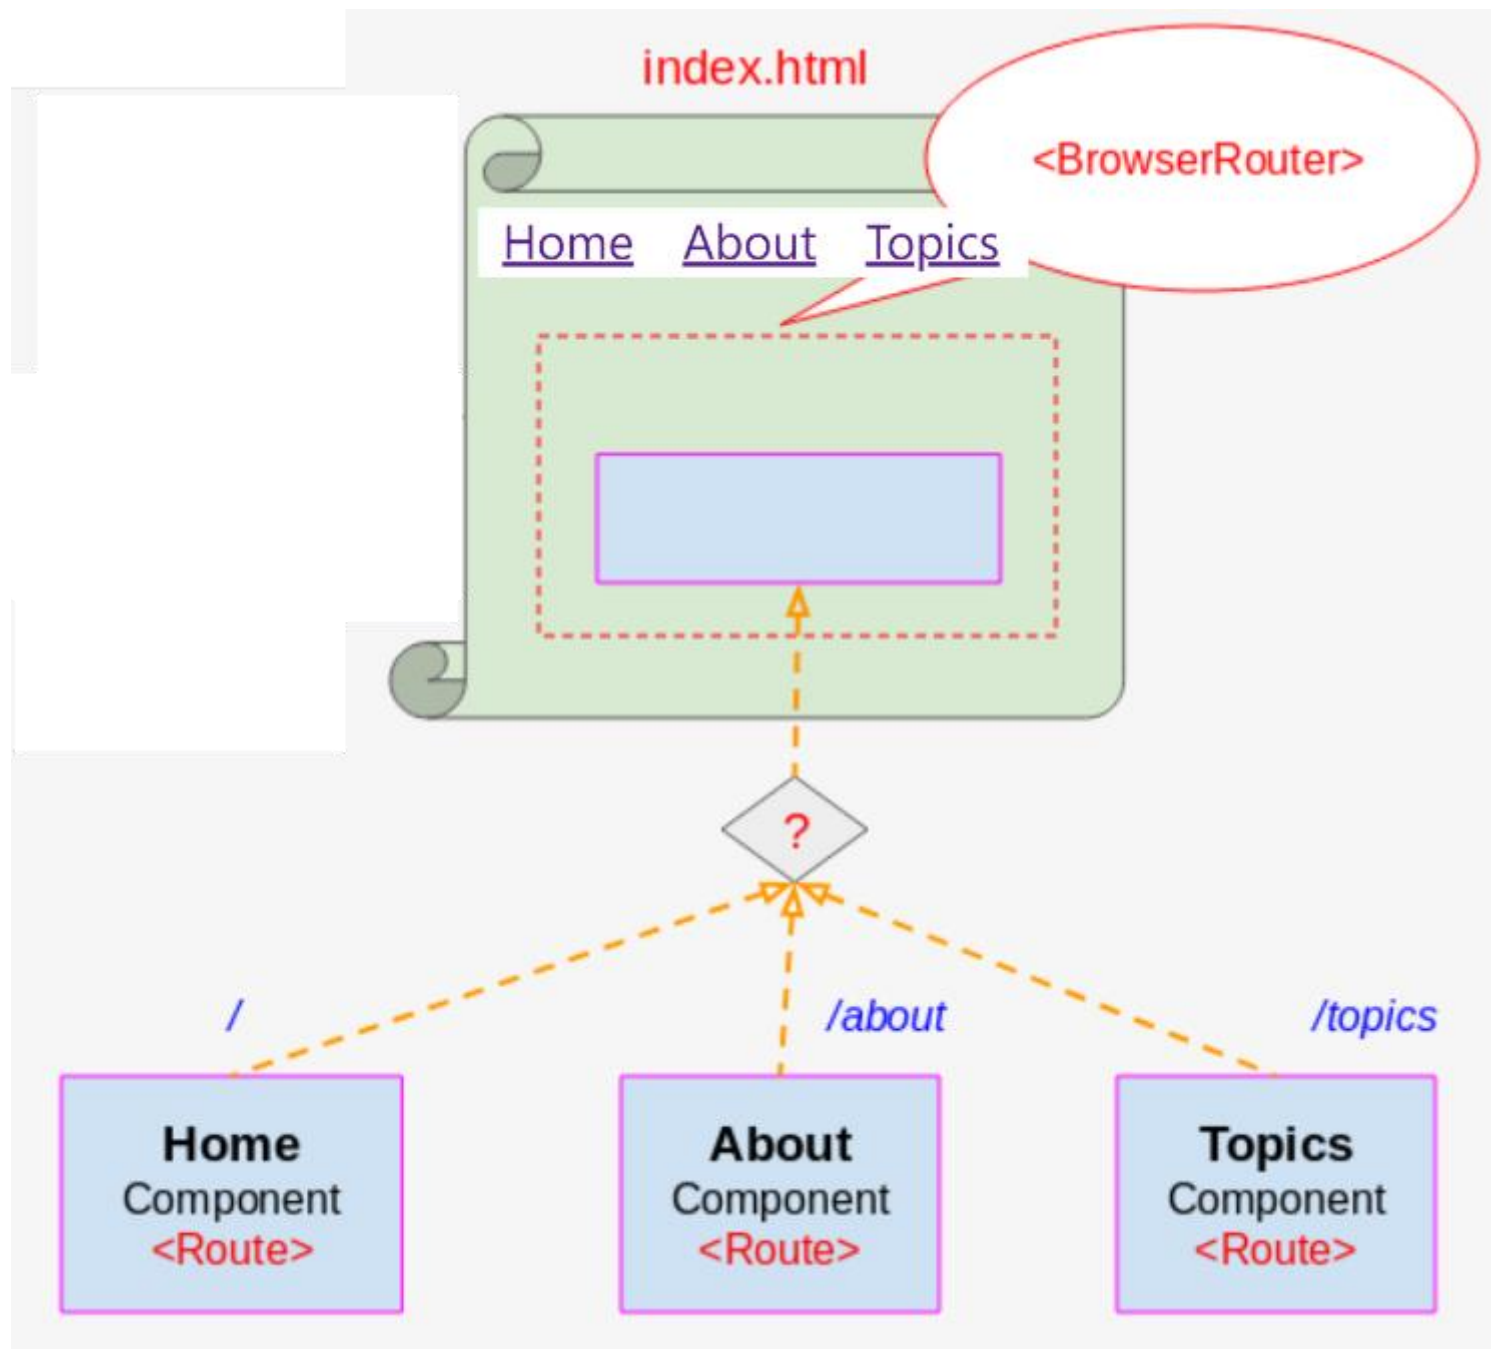 index.html
<BrowserRouter>
Home About Topics
?
/
/about
/topics
Home
Component
<Route>
About
Component
<Route>
Topics
Component
<Route>